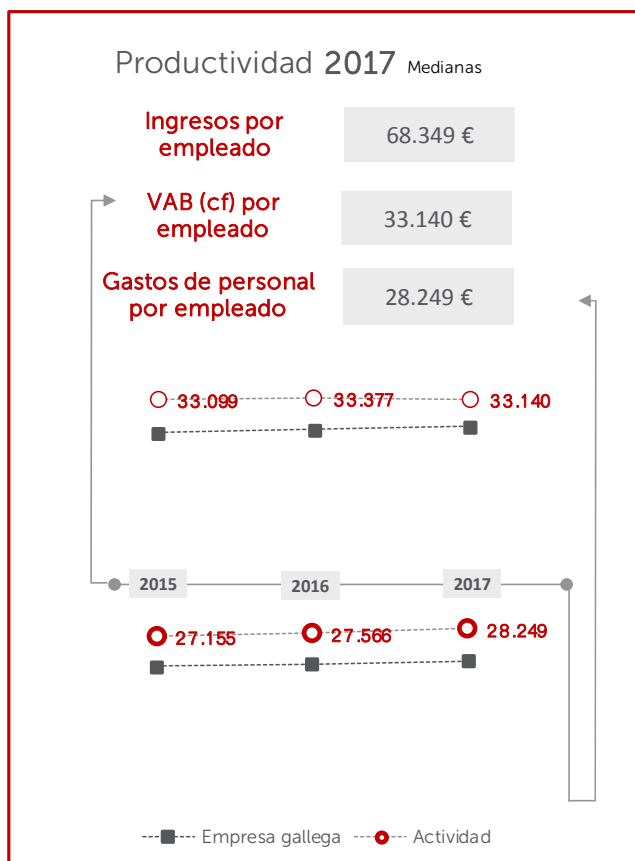 Productividad 2017 Medianas
Ingresos por
empleado
68.349 €
VAB (cf) por
empleado
33.140 €
Gastos de personal
por empleado
28.249 €
33.099
33.377
33.140
2015
2016
2017
27.155
27.566
28.249
Empresa gallega
Actividad